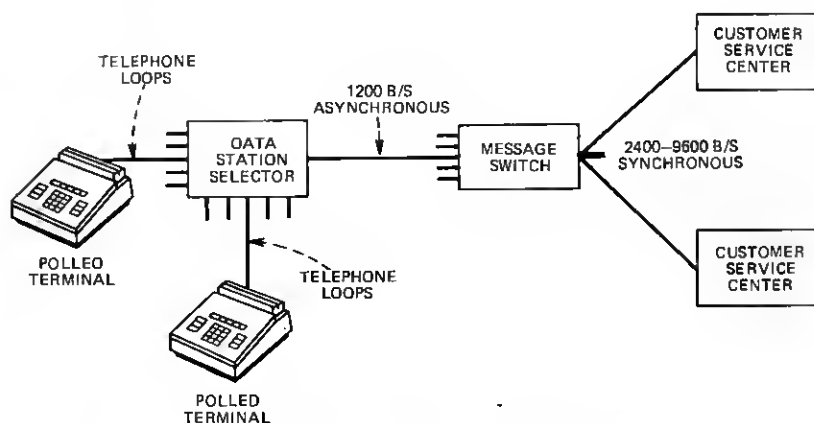 TELEPHONE
LOOPS
1200 B/S
ASYNCHRONOUS
CUSTOMER
SERVICE
CENTER
OATA
STATION
SELECTOR
MESSAGE
SWITCH
2400–9600 B/S
SYNCHRONOUS
POLLED
TERMINAL
TELEPHONE
LOOPS
CUSTOMER
SERVICE
CENTER
POLLED
TERMINAL